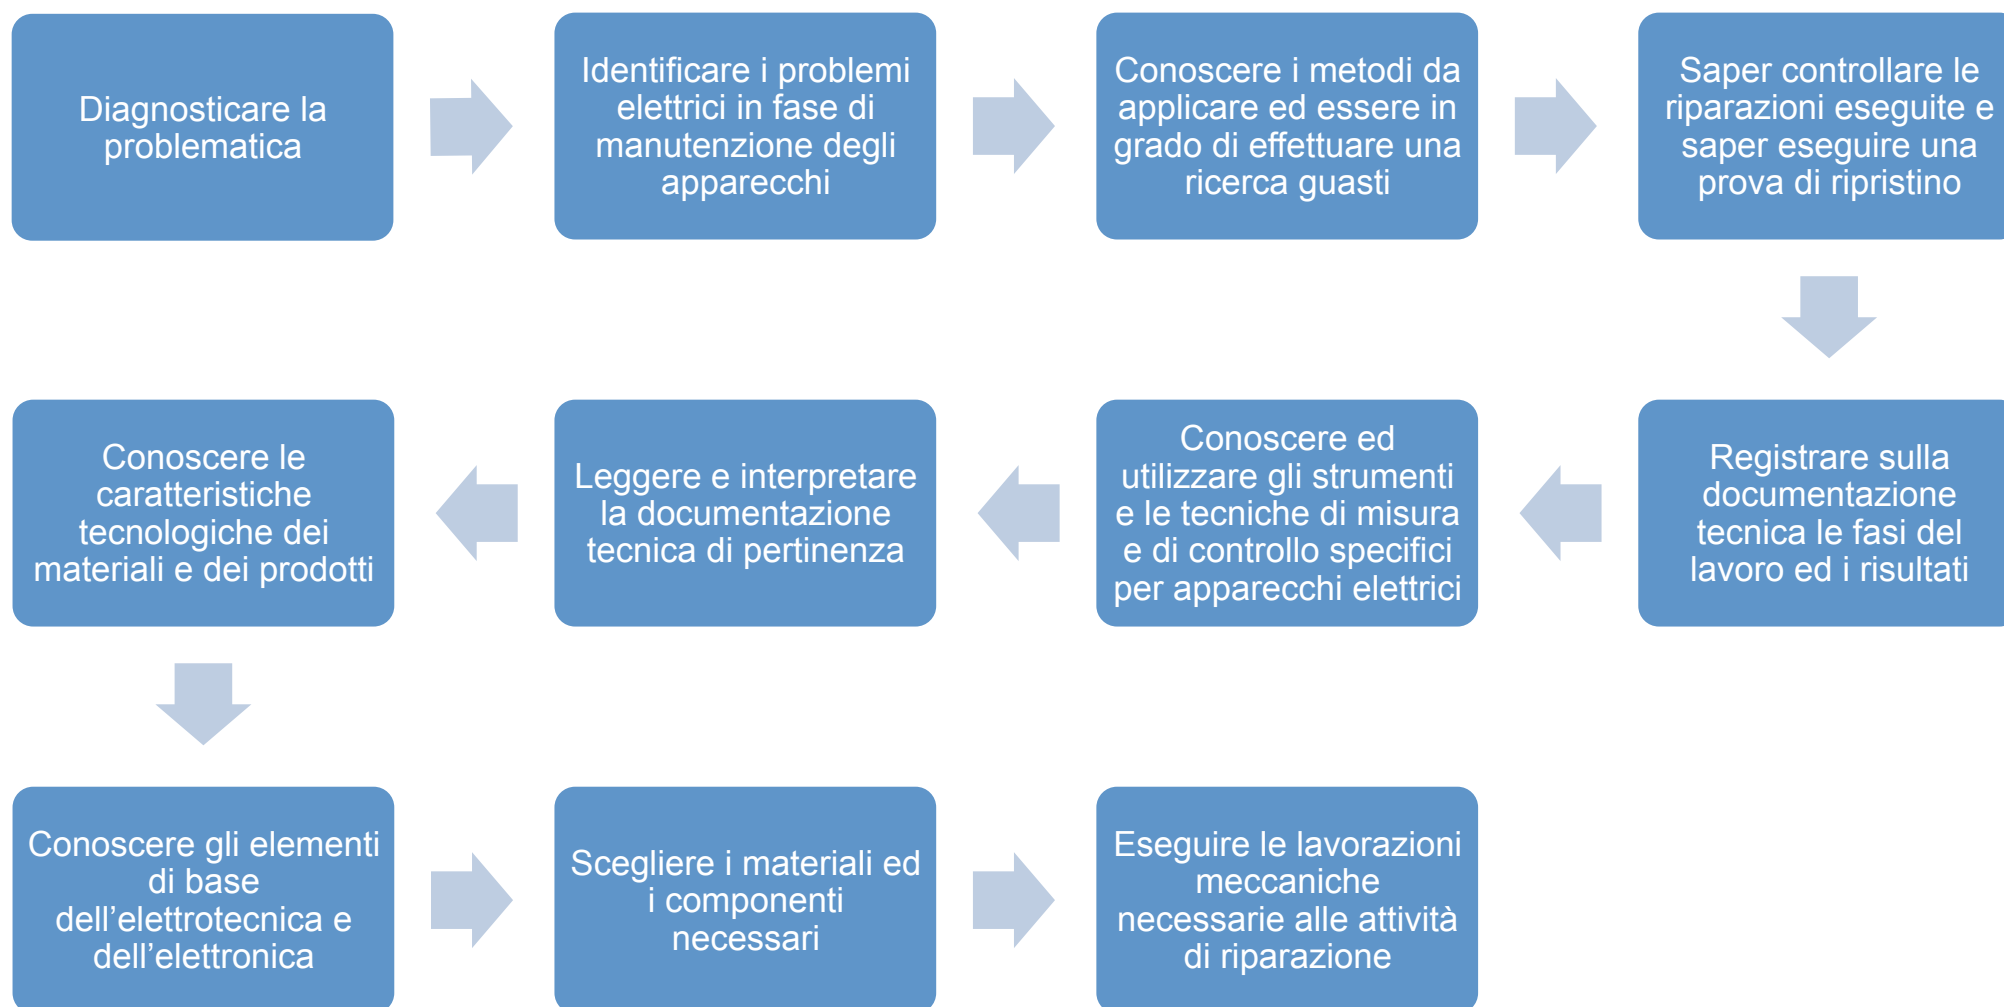 Diagnosticare la
problematica
Identificare i problemi
elettrici in fase di
manutenzione degli
apparecchi
Conoscere i metodi da
applicare ed essere in
grado di effettuare una
ricerca guasti
Saper controllare le
riparazioni eseguite e
saper eseguire una
prova di ripristino
Registrare sulla
documentazione
tecnica le fasi del
lavoro ed i risultati
Conoscere ed
utilizzare gli strumenti
e le tecniche di misura
e di controllo specifici
per apparecchi elettrici
Leggere e interpretare
la documentazione
tecnica di pertinenza
Conoscere le
caratteristiche
tecnologiche dei
materiali e dei prodotti
Conoscere gli elementi
di base
dell’elettrotecnica e
dell’elettronica
Scegliere i materiali ed
i componenti
necessari
Eseguire le lavorazioni
meccaniche
necessarie alle attività
di riparazione